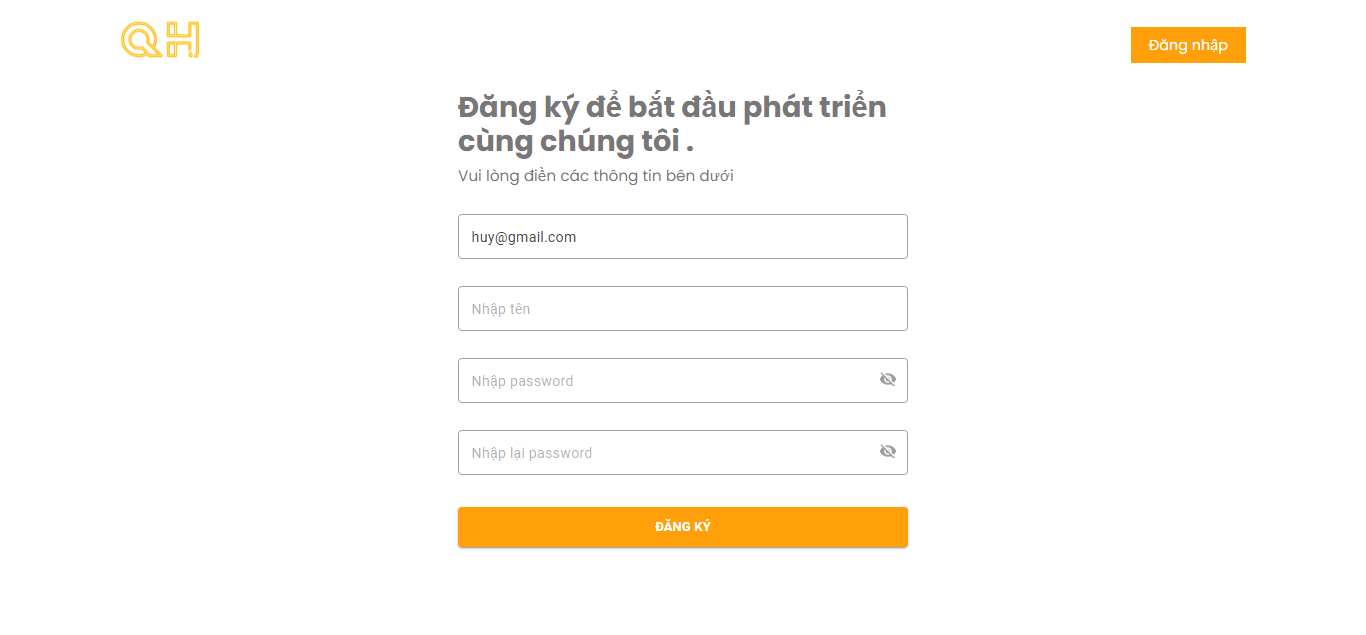 QH
Đăng nhập
Đăng ký để bắt đầu phát triển
cùng chúng tôi .
Vui lòng điền các thông tin bên dưới
huy@gmail.com
Nhập tên
Nhập password
Nhập lại password
ĐĂNG KÝ